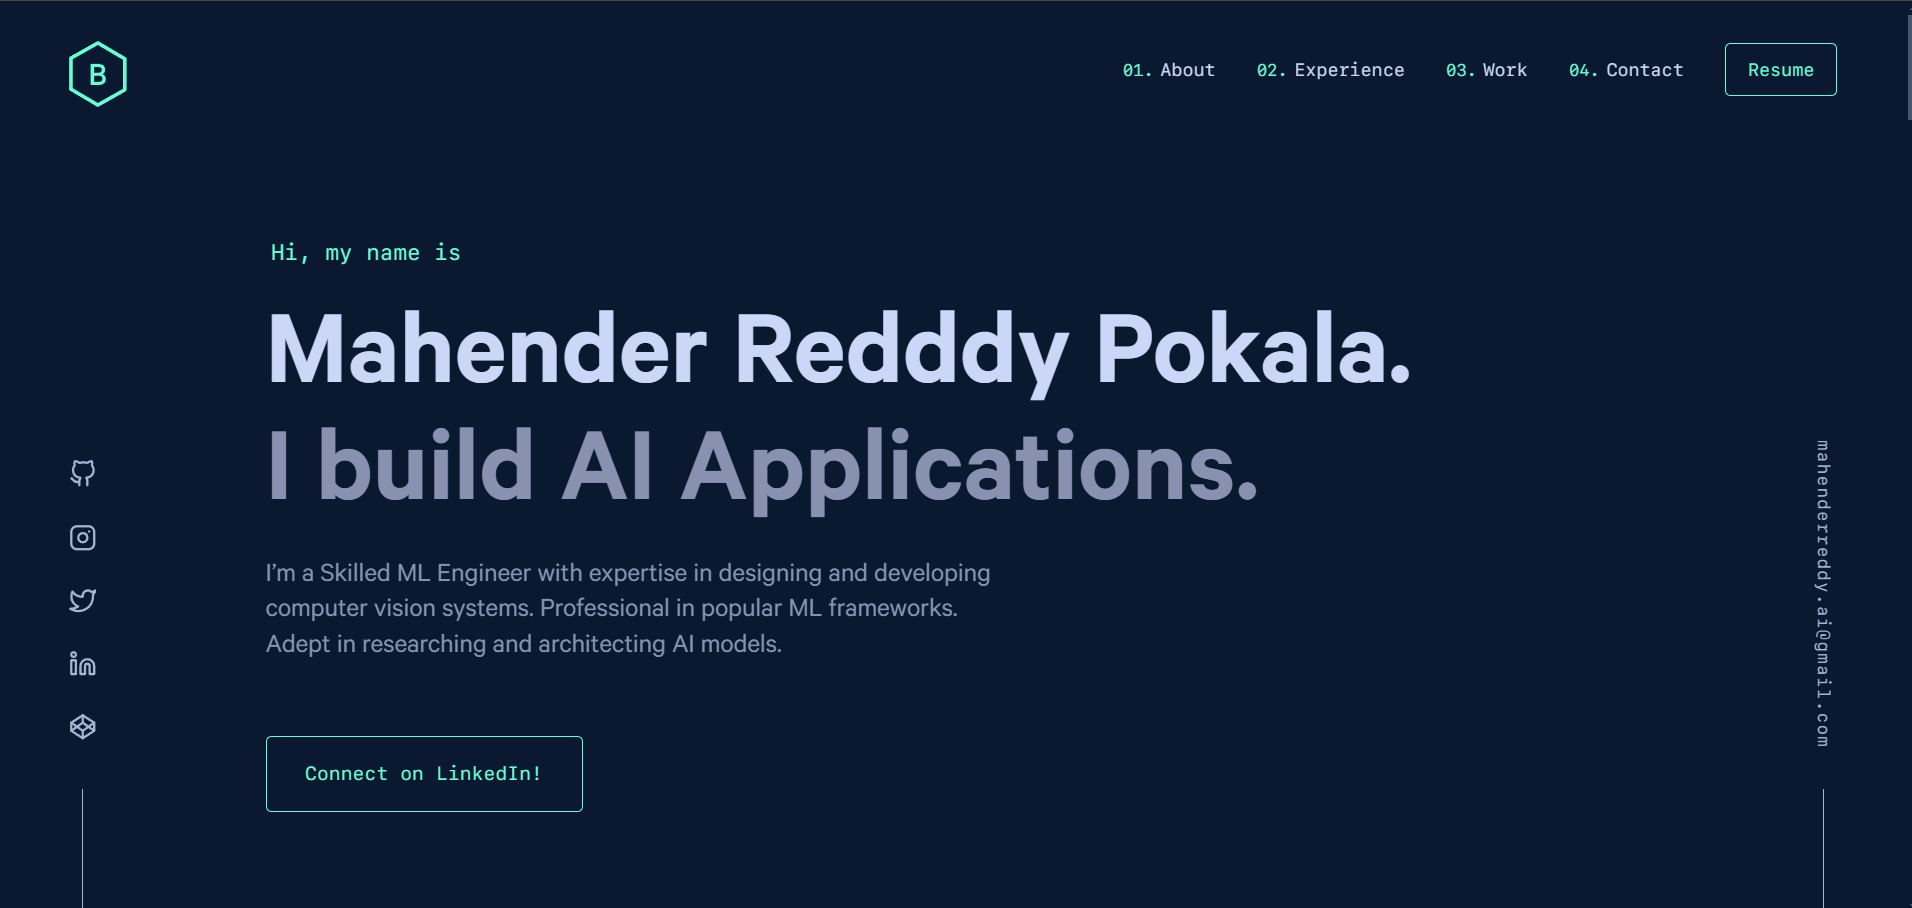 B
01. About 02. Experience 03. Work 04. Contact Resume
Hi, my name is
Mahender Redddy Pokala.
I build AI Applications.
I’m a Skilled ML Engineer with expertise in designing and developing
computer vision systems. Professional in popular ML frameworks.
Adept in researching and architecting AI models.
Connect on LinkedIn!
mahenderreddy.ai@gmail.com